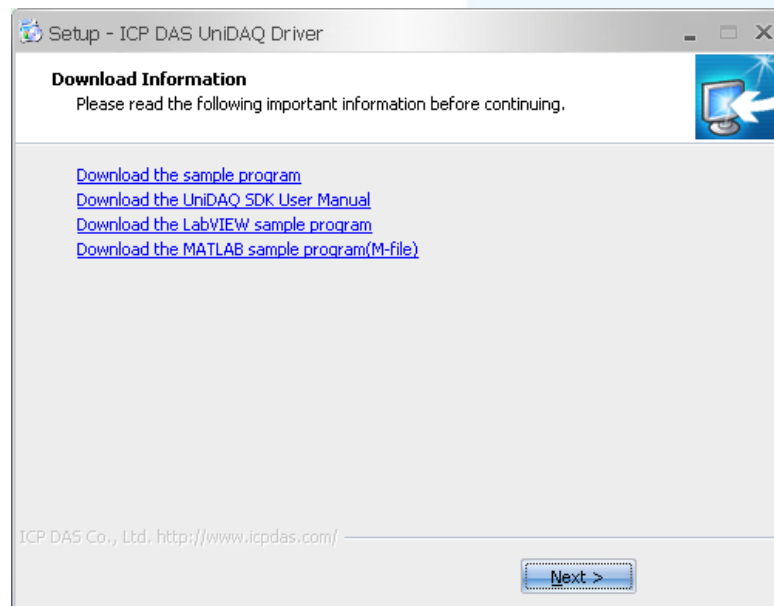 Setup - ICP DAS UniDAQ Driver
Download Information
Please read the following important information before continuing.
Download the sample program
Download the UniDAQ SDK User Manual
Download the LabVIEW sample program
Download the MATLAB sample program(M-file)
ICP DAS Co., Ltd. http://www.icpdas.com/
Next >